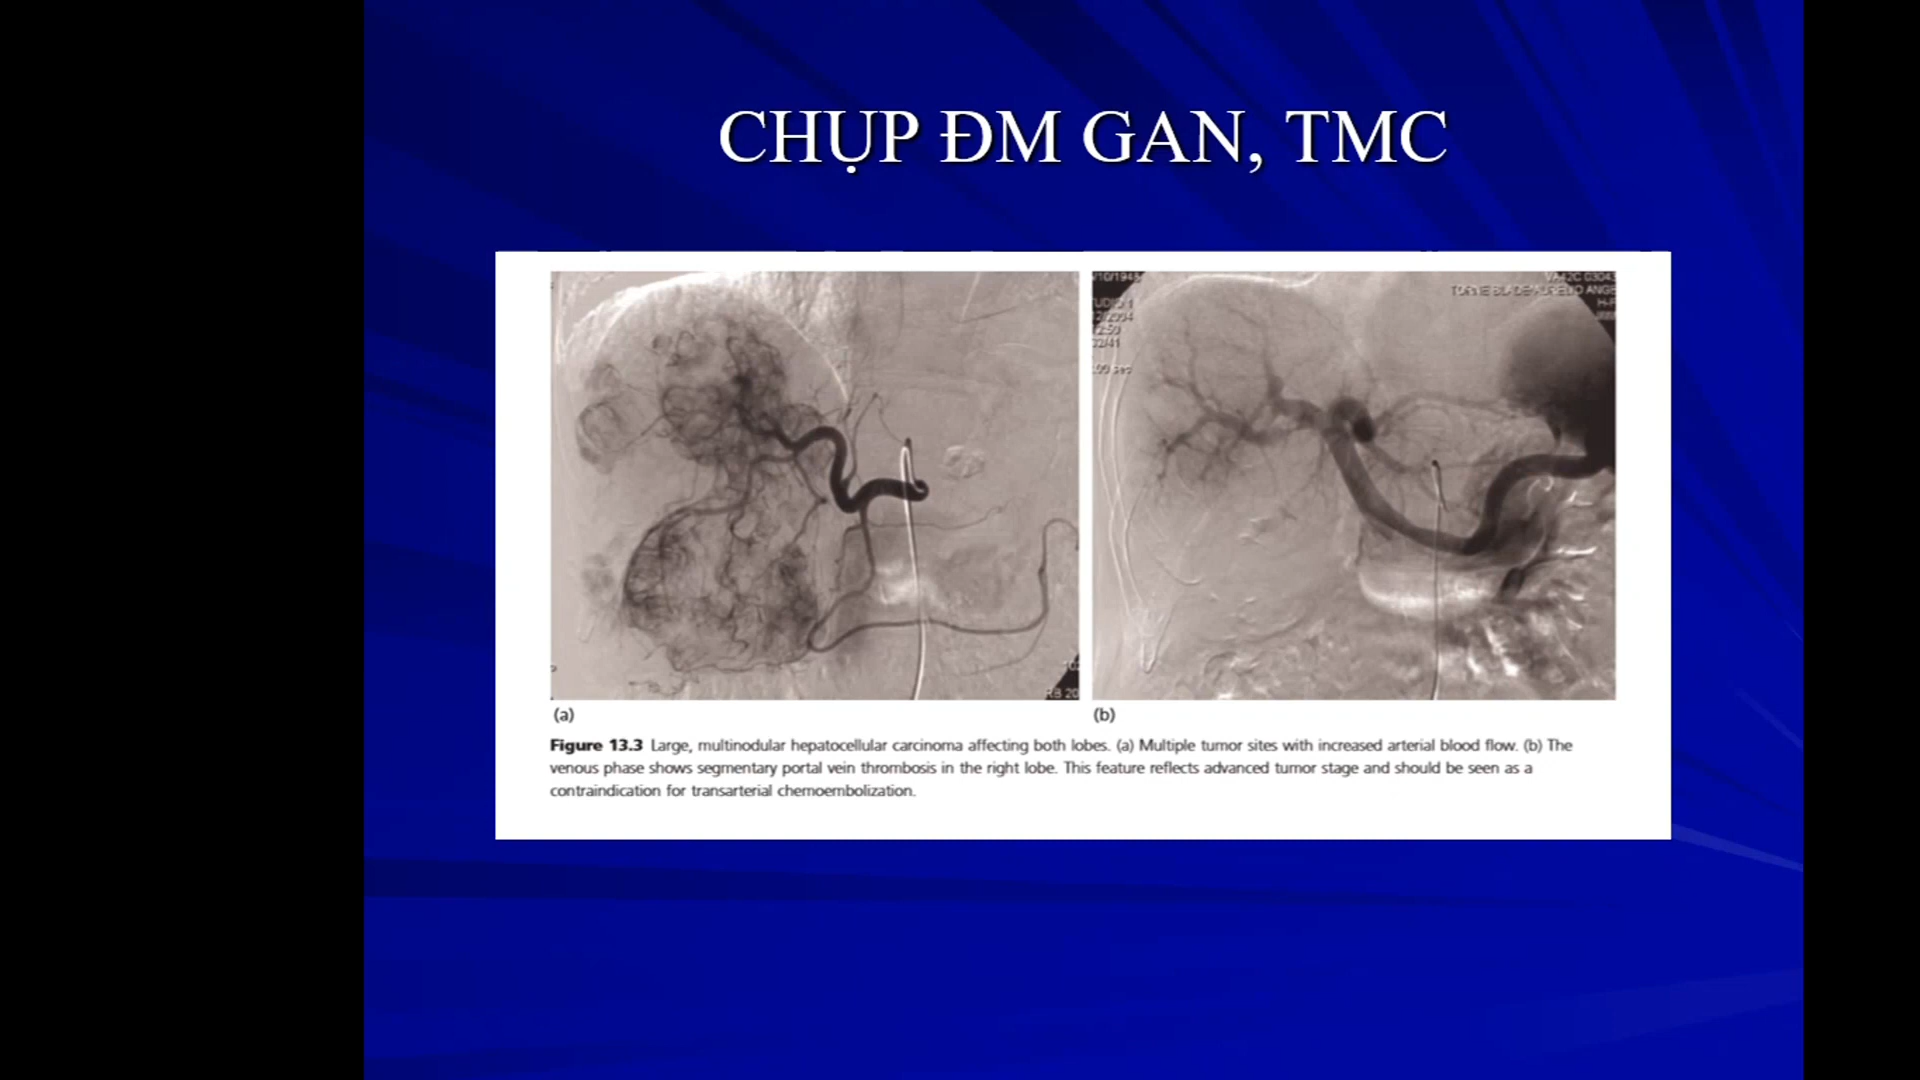 CHỤP ĐM GAN, TMC
RB 20
(a)
(b)
Figure 13.3 Large, multinodular hepatocellular carcinoma affecting both lobes. (a) Multiple tumor sites with increased arterial blood flow. (b) The
venous phase shows segmentary portal vein thrombosis in the right lobe. This feature reflects advanced tumor stage and should be seen as a
contraindication for transarterial chemoembolization.